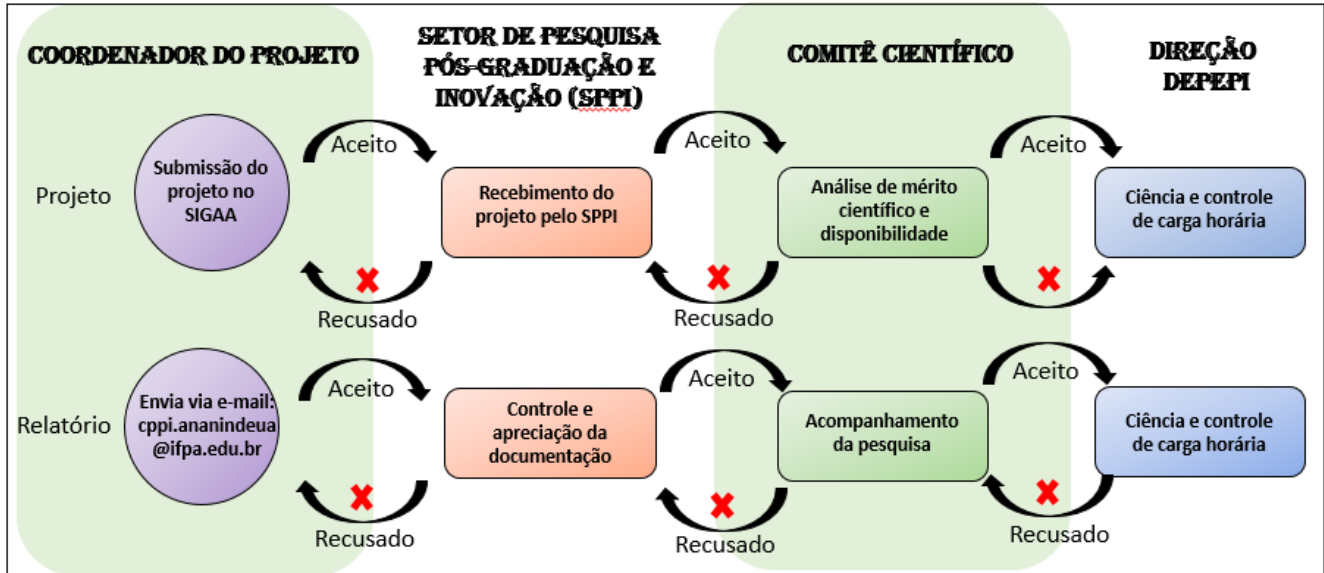 COORDENADOR DO PROJETO
SETOR DE PESQUISA
PÓS-GRADUAÇÃO E
INOVAÇÃO (SPPI)
COMITÊ CIENTÍFICO
DIREÇÃO
DEPEPI
Projeto
Submissão do
projeto no
SIGAA
Aceito
Recusado
Recebimento do
projeto pelo SPPI
Aceito
Recusado
Análise de mérito
científico e
disponibilidade
Aceito
Ciência e controle
de carga horária
Relatório
Envia via e-mail:
cppi.ananindeua
@ifpa.edu.br
Aceito
Recusado
Controle e
apreciação da
documentação
Aceito
Recusado
Acompanhamento
da pesquisa
Aceito
Recusado
Ciência e controle
de carga horária